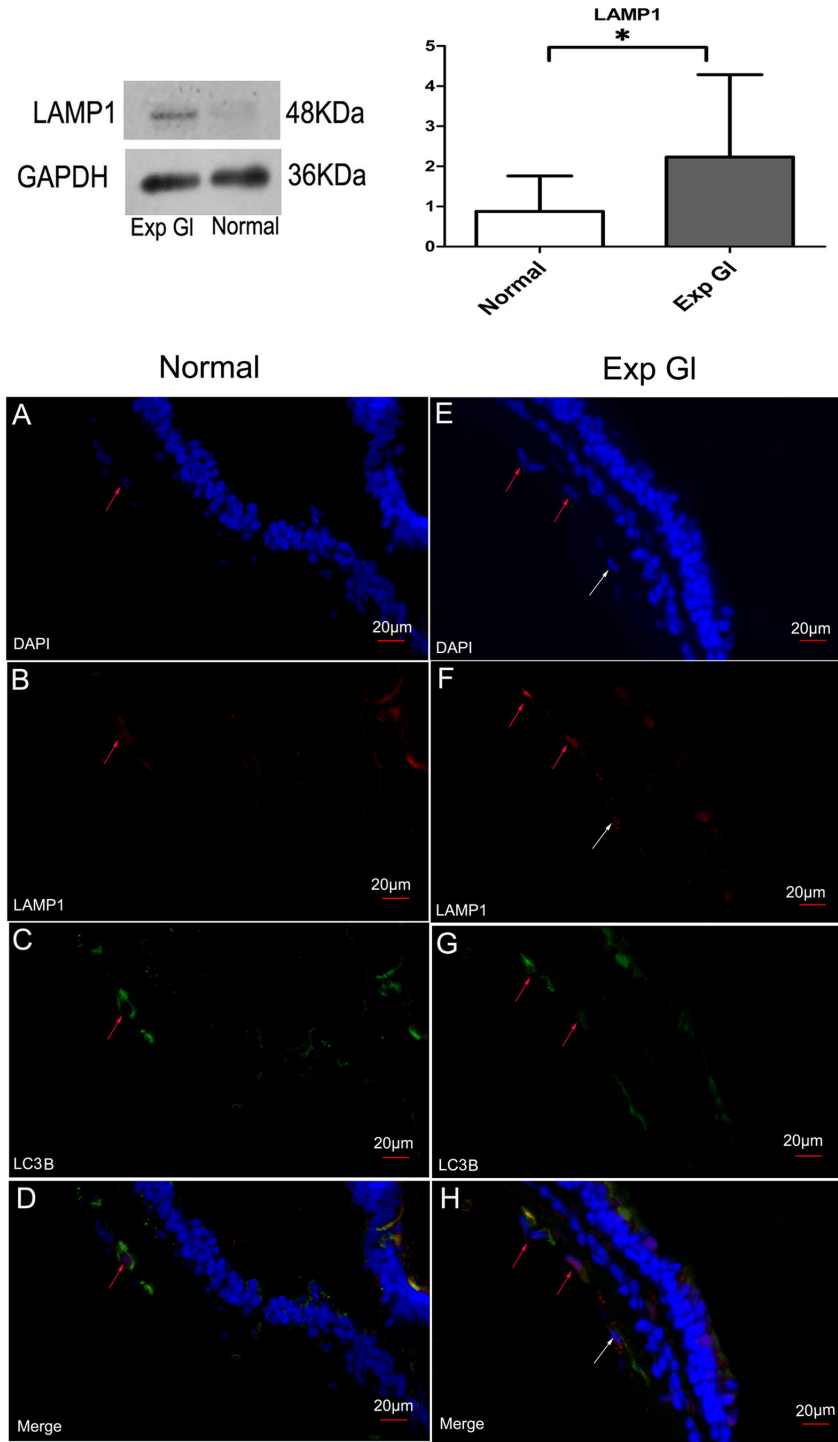 LAMP1
48KDa
GAPDH
36KDa
Exp Gl
Normal
LAMP1
*
5
4
3
2
1
0
Normal
Exp Gl
Normal
Exp Gl
A
DAPI
20µm
E
DAPI
20µm
B
LAMP1
20µm
F
LAMP1
20µm
C
LC3B
20µm
G
LC3B
20µm
D
Merge
20µm
H
Merge
20µm